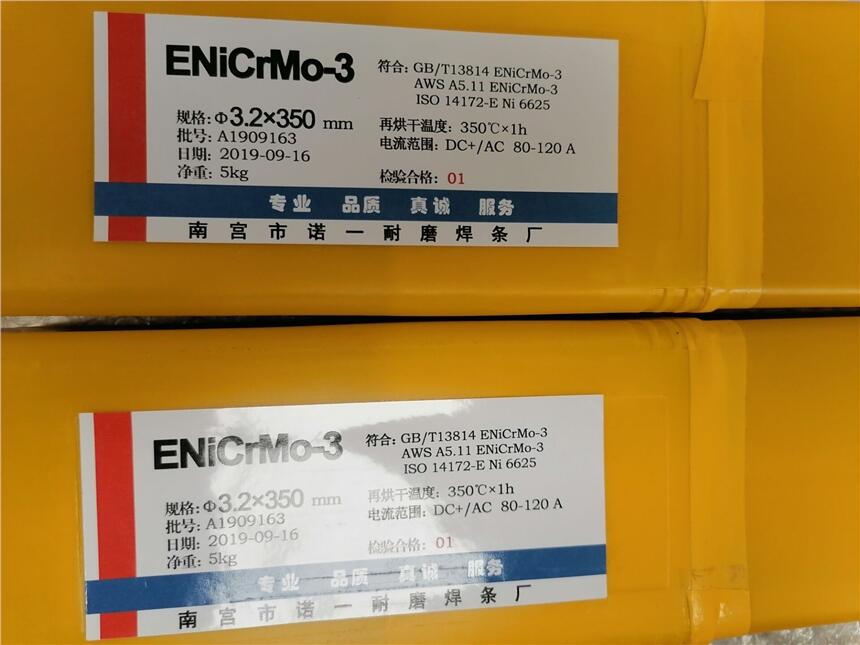 ENiCrMo-3
符合: GB/T13814 ENiCrMo-3
AWS A5.11 ENiCrMo-3
ISO 14172-E Ni 6625
规格: Φ3.2×350 mm
批号: A1909163
日期: 2019-09-16
净重: 5kg
再烘干温度: 350℃×1h
电流范围: DC+/AC 80-120 A
检验合格: 01
专业 品质 真诚 服务
南宫市诺一耐磨焊条厂
ENiCrMo-3
符合: GB/T13814 ENiCrMo-3
AWS A5.11 ENiCrMo-3
ISO 14172-E Ni 6625
规格: Φ3.2×350 mm
批号: A1909163
日期: 2019-09-16
净重: 5kg
再烘干温度: 350℃×1h
电流范围: DC+/AC 80-120 A
检验合格: 01
专业 品质 真诚 服务
南宫市诺一耐磨焊条厂